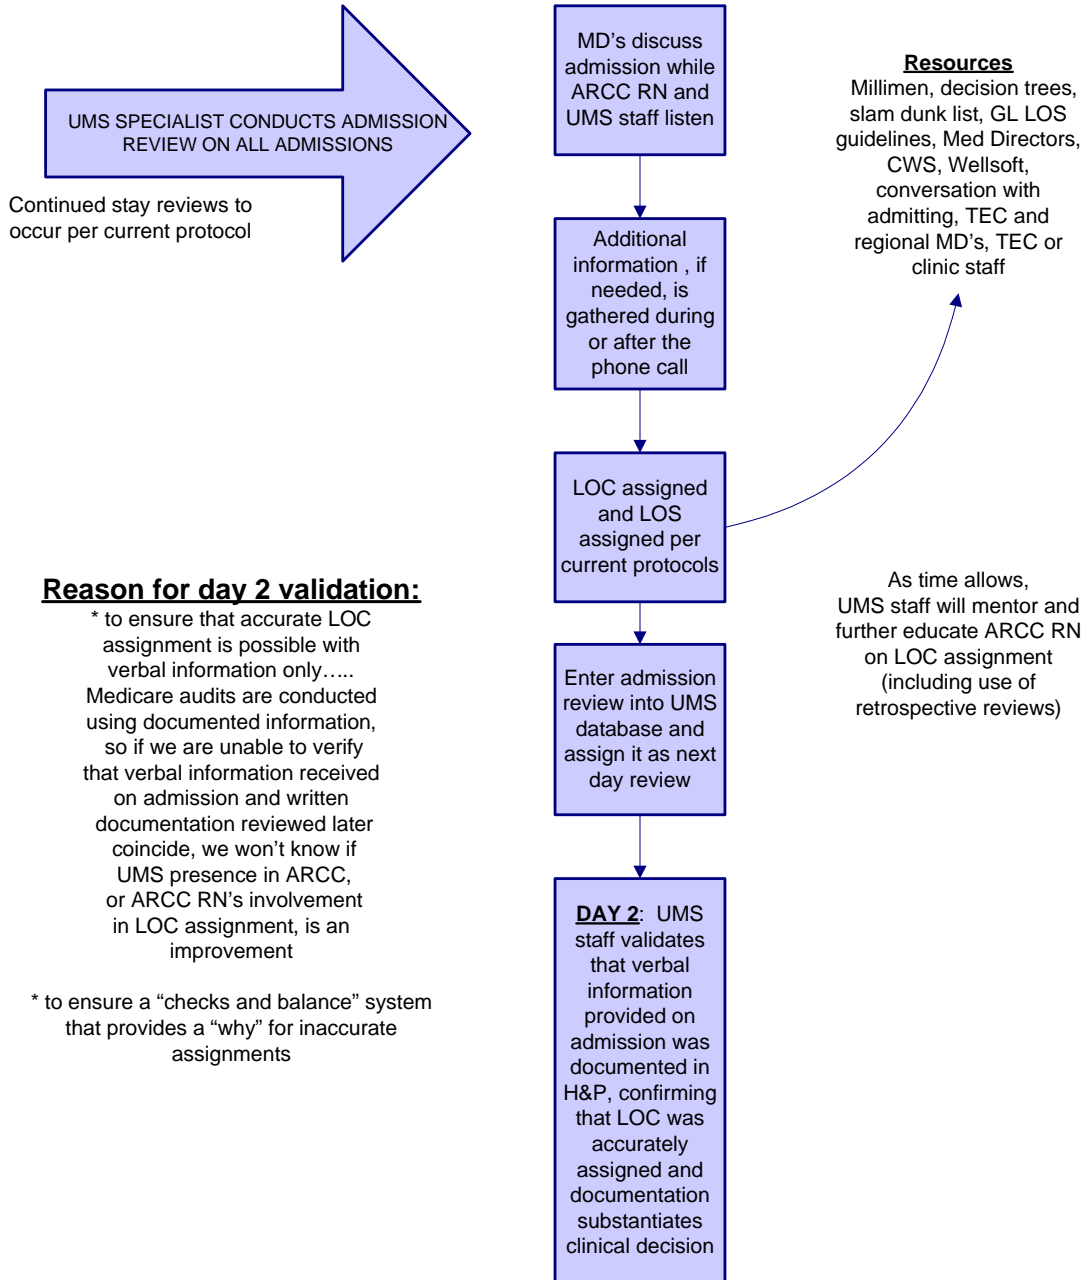 UMS SPECIALIST CONDUCTS ADMISSION
REVIEW ON ALL ADMISSIONS
Continued stay reviews to
occur per current protocol
MD’s discuss
admission while
ARCC RN and
UMS staff listen
Additional
information , if
needed, is
gathered during
or after the
phone call
LOC assigned
and LOS
assigned per
current protocols
Enter admission
review into UMS
database and
assign it as next
day review
DAY 2:  UMS
staff validates
that verbal
information
provided on
admission was
documented in
H&P, confirming
that LOC was
accurately
assigned and
documentation
substantiates
clinical decision
Resources
Millimen, decision trees,
slam dunk list, GL LOS
guidelines, Med Directors,
CWS, Wellsoft,
conversation with
admitting, TEC and
regional MD’s, TEC or
clinic staff
As time allows,
UMS staff will mentor and
further educate ARCC RN
on LOC assignment
(including use of
retrospective reviews)
Reason for day 2 validation:
* to ensure that accurate LOC
assignment is possible with
verbal information only…..
Medicare audits are conducted
using documented information,
so if we are unable to verify
that verbal information received
on admission and written
documentation reviewed later
coincide, we won’t know if
UMS presence in ARCC,
or ARCC RN’s involvement
in LOC assignment, is an
improvement
* to ensure a “checks and balance” system
that provides a “why” for inaccurate
assignments